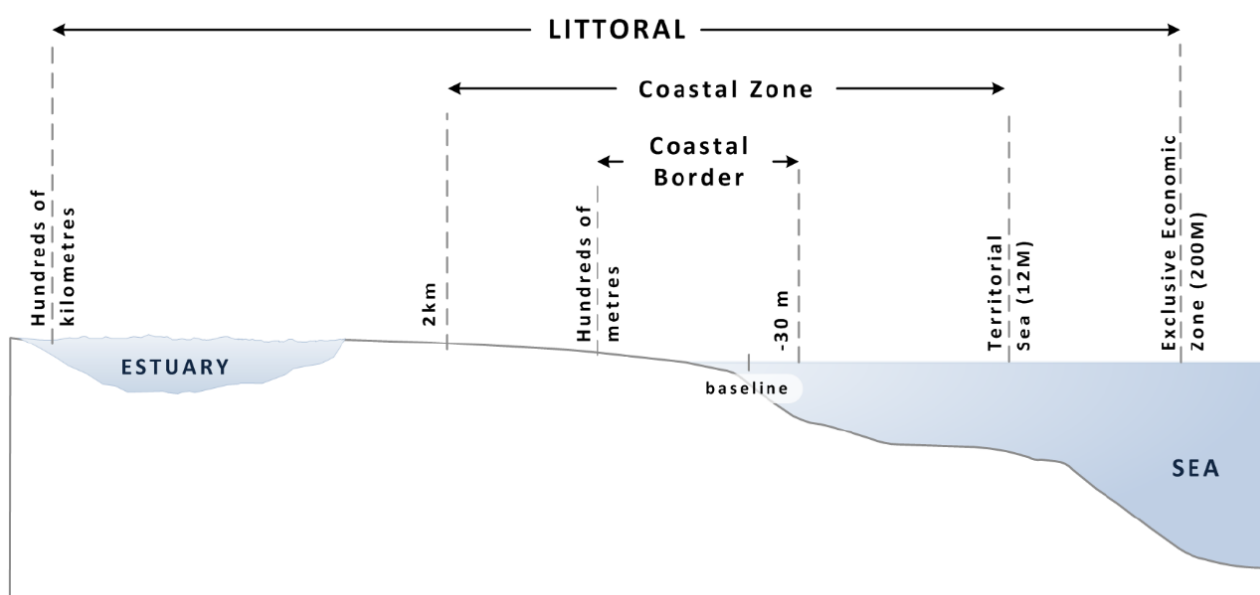 LITTORAL
Coastal Zone
Coastal
Border
Hundreds of
kilometres
2km
Hundreds of
metres
-30 m
Territorial
Sea (12M)
Exclusive Economic
Zone (200M)
ESTUARY
baseline
SEA